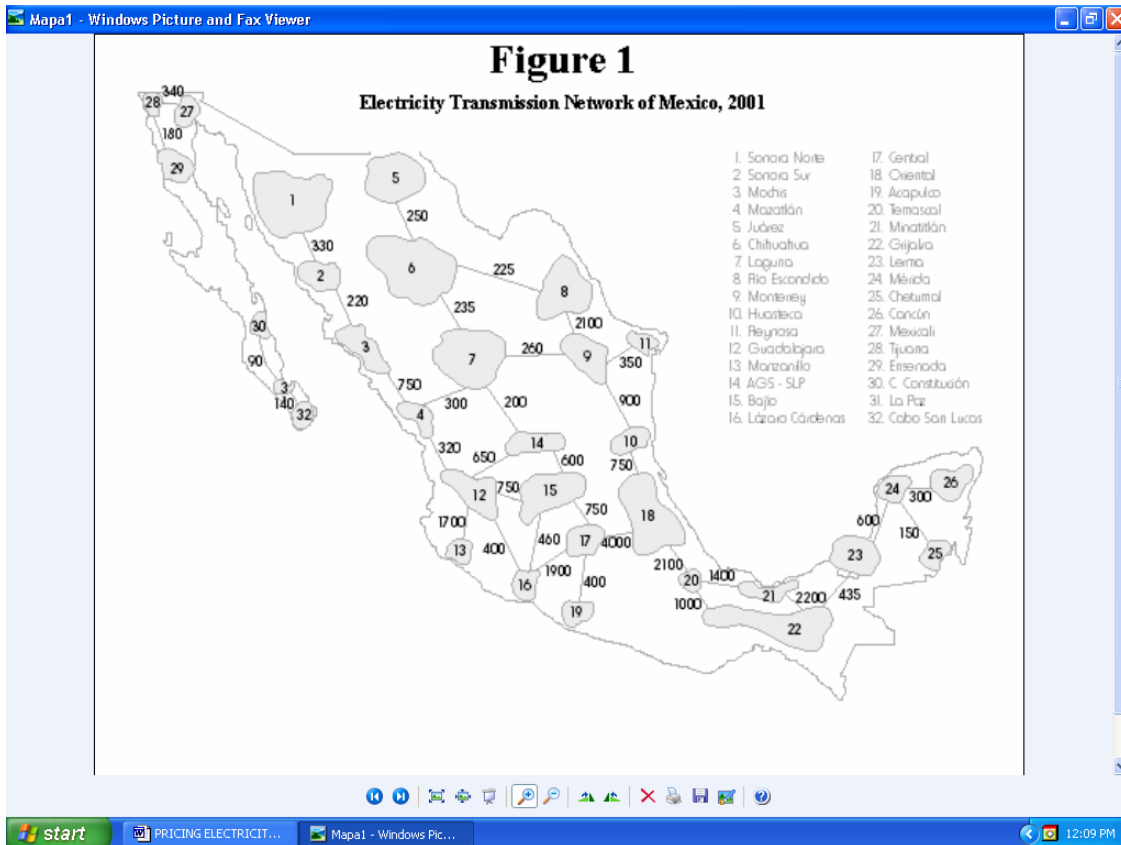 Mapa1 - Windows Picture and Fax Viewer
Figure 1
Electricity Transmission Network of Mexico, 2001
1. Sonora Norte
2 Sonora Sur
3. Mochis
4. Mazatlán
5. Juárez
6. Chihuahua
7. Laguna
8. Río Escondido
9. Monterrey
10. Huasteca
11. Reynosa
12 Guadalajara
13 Manzanillo
14 AGS - SLP
15. Bajío
16. Lázaro Cárdenas
17. Central
18. Oriental
19. Acapulco
20. Temascal
21. Minatitlán
22. Grijalva
23. Lerma
24. Mérida
25. Chetumal
26. Cancún
27. Mexicali
28. Tijuana
29. Ensenada
30. C Constitución
31. La Paz
32. Cabo San Lucas
340
28
27
180
29
5
1
250
330
6
225
2
8
220
235
30
2100
3
7
260
9
11
350
90
3
750
300
200
900
140
32
4
14
10
320
650
600
750
12
750
15
750
18
24
26
300
1700
600
150
13
400
460
17
4000
23
25
1900
400
2100
20
1400
21
2200
435
16
19
1000
22
start
PRICING ELECTRICIT...
Mapa1 - Windows Pic...
12:09 PM